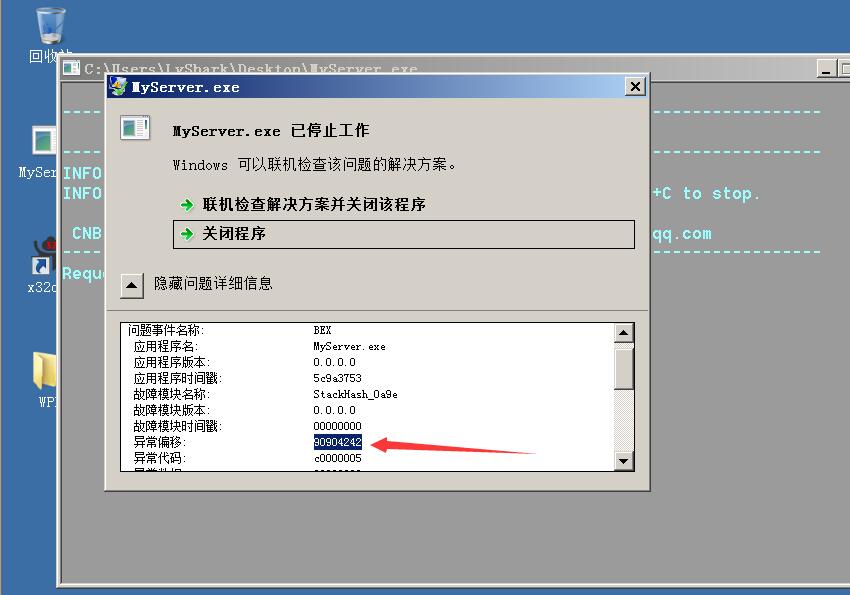 回收站
C:\Users\LyShark\Desktop\MyServer.exe
MyServer.exe
MyServer.exe 已停止工作
Windows 可以联机检查该问题的解决方案。
MySer
INFO
INFO
+C to stop.
联机检查解决方案并关闭该程序
CNB
qq.com
关闭程序
Requ
x32d
隐藏问题详细信息
问题事件名称: BEX
应用程序名: MyServer.exe
应用程序版本: 0.0.0.0
应用程序时间戳: 5c9a3753
故障模块名称: StackHash_0a9e
故障模块版本: 0.0.0.0
故障模块时间戳: 00000000
异常偏移: 90904242
异常代码: c0000005
WP